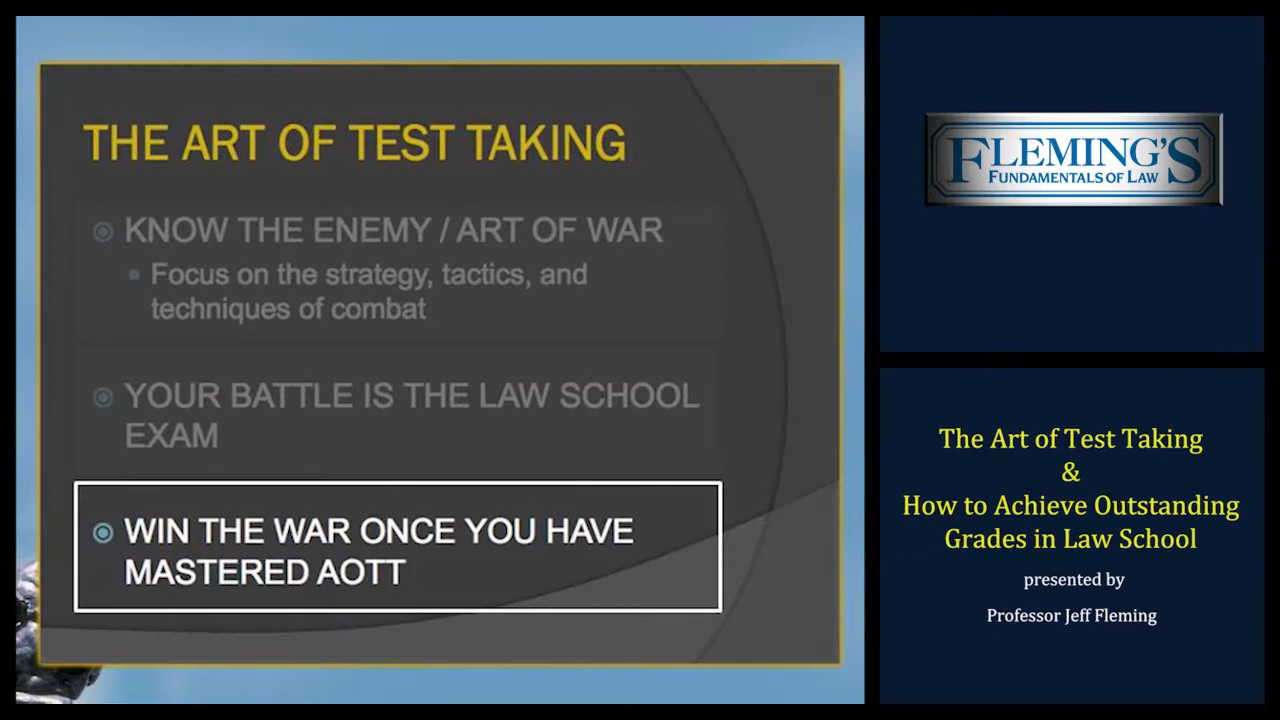 THE ART OF TEST TAKING
KNOW THE ENEMY / ART OF WAR
Focus on the strategy, tactics, and
techniques of combat
YOUR BATTLE IS THE LAW SCHOOL
EXAM
WIN THE WAR ONCE YOU HAVE
MASTERED AOTT
FLEMING'S
FUNDAMENTALS OF LAW
The Art of Test Taking
&
How to Achieve Outstanding
Grades in Law School
presented by
Professor Jeff Fleming